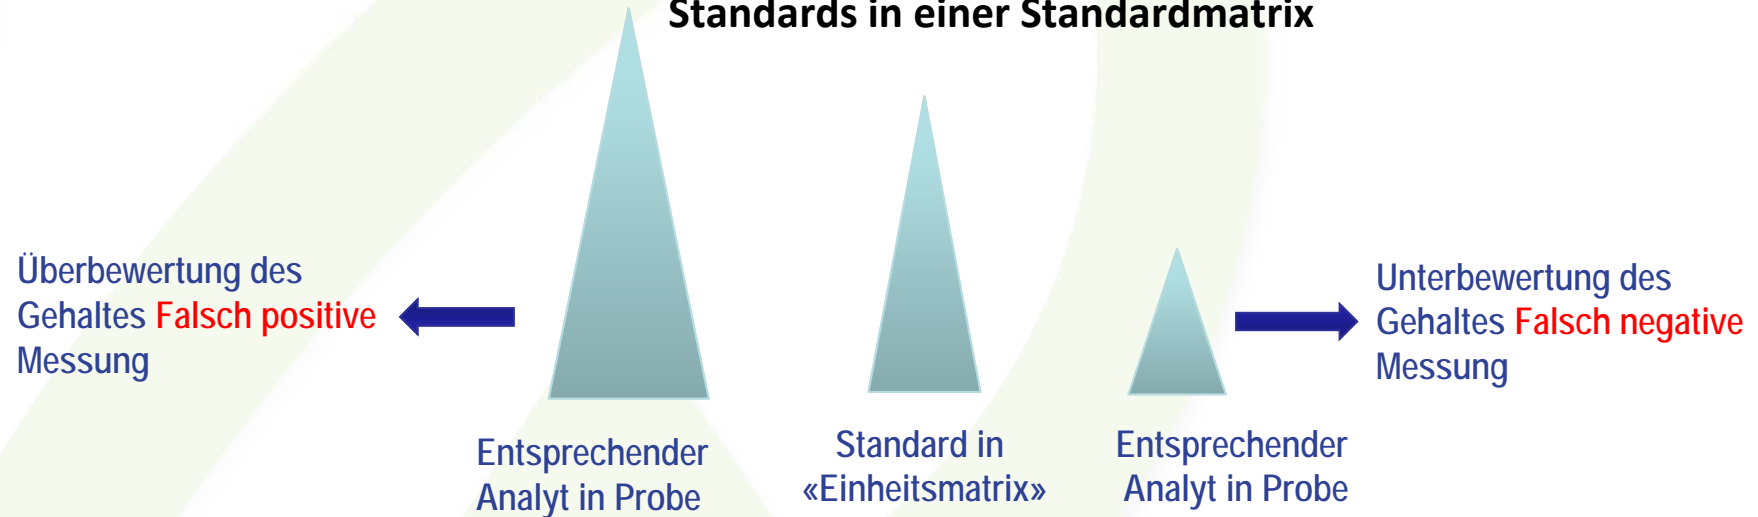 Standards in einer Standardmatrix
Überbewertung des
Gehaltes Falsch positive
Messung
Unterbewertung des
Gehaltes Falsch negative
Messung
Entsprechender
Analyt in Probe
Standard in
«Einheitsmatrix»
Entsprechender
Analyt in Probe